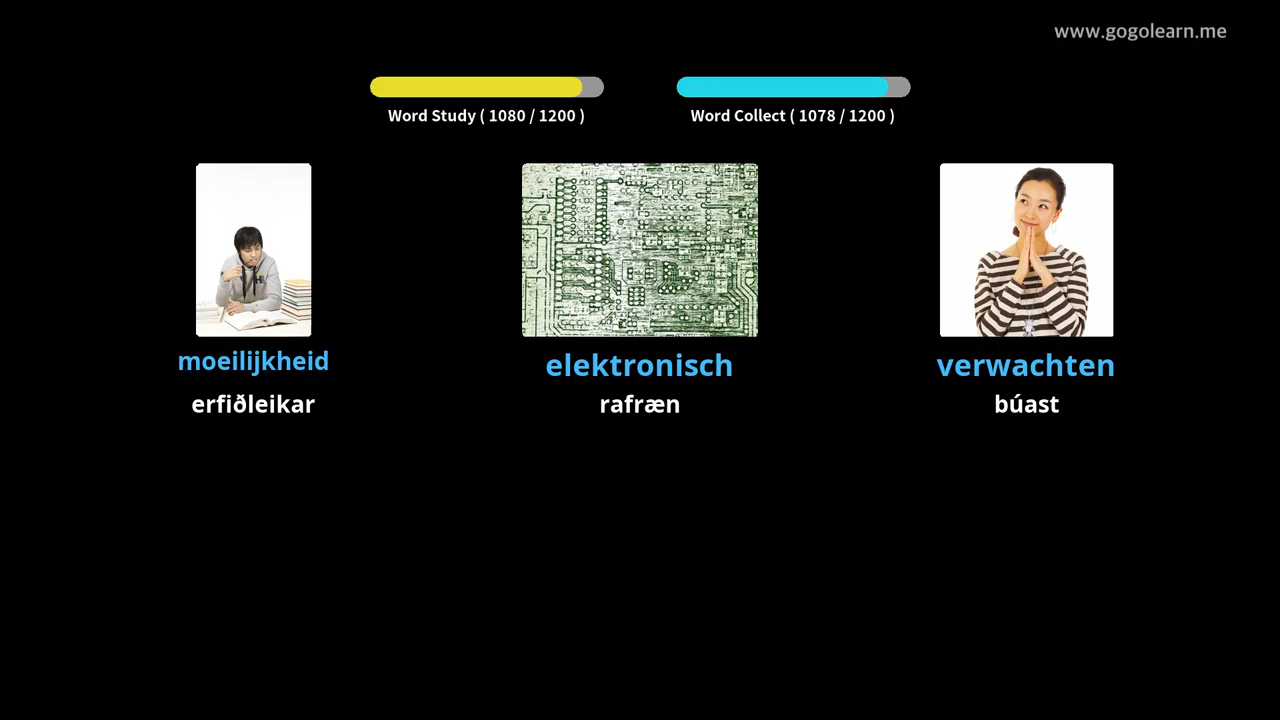 www.gogolearn.me
Word Study ( 1080 / 1200 )
Word Collect ( 1078 / 1200 )
moeilijkheid
elektronisch
verwachten
erfiðleikar
rafræn
búast